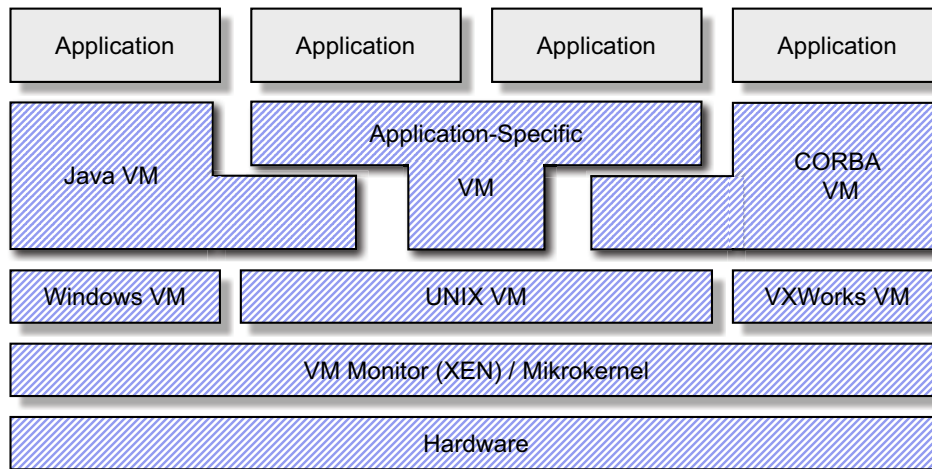 Application
Application
Application
Application
Application-Specific
VM
Java VM
CORBA
VM
Windows VM
UNIX VM
VXWorks VM
VM Monitor (XEN) / Mikrokernel
Hardware